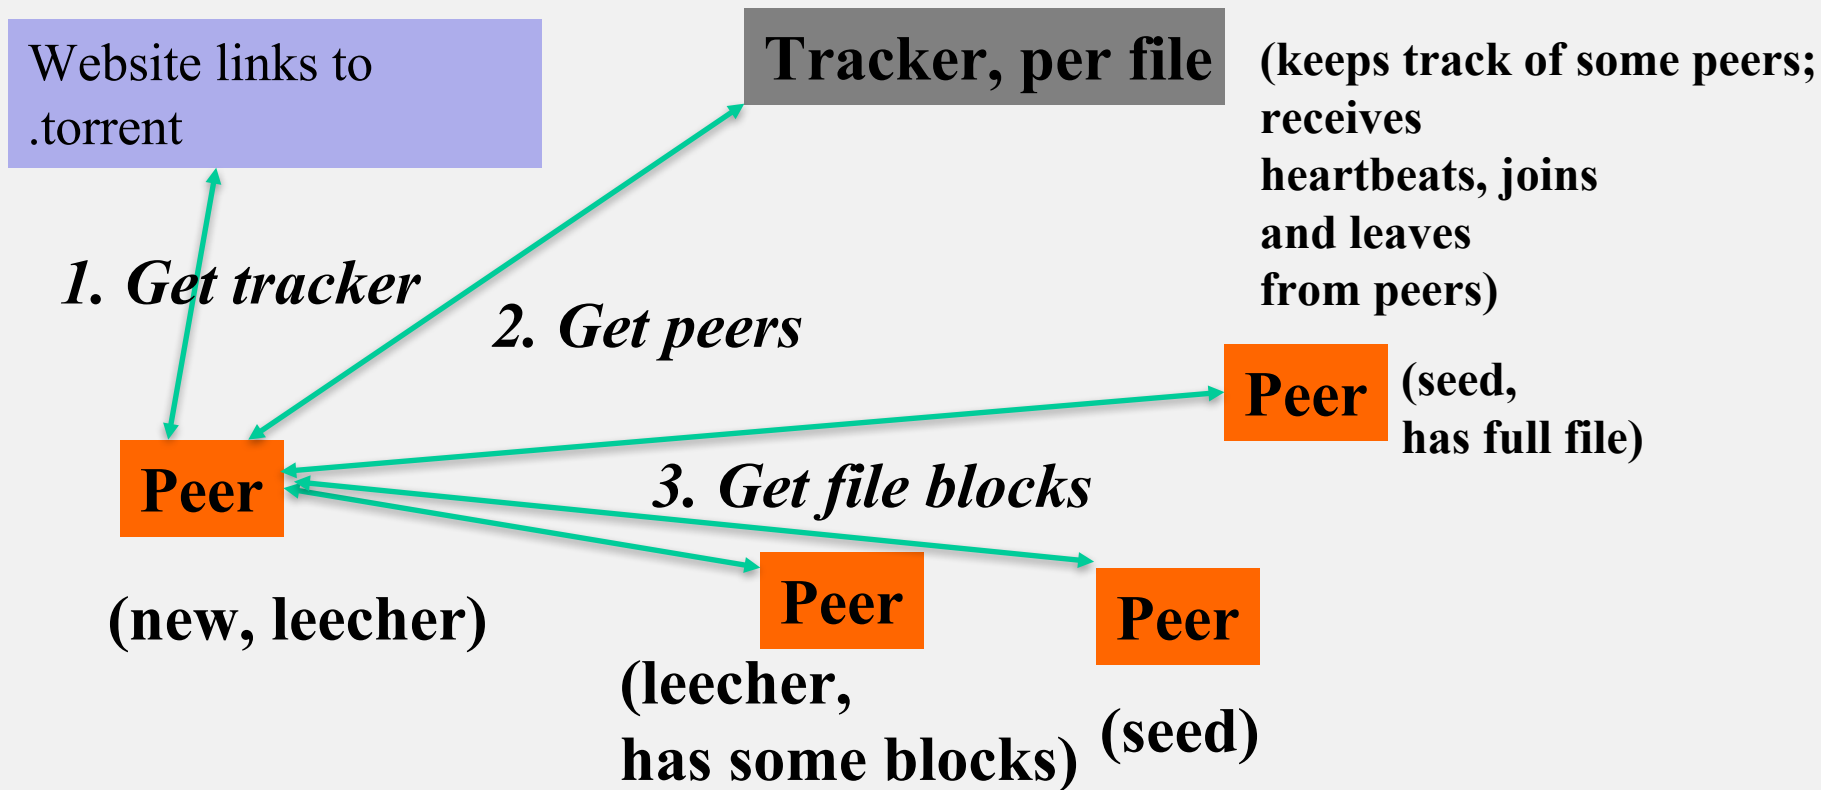 Website links to
.torrent
Tracker, per file
(keeps track of some peers;
receives
heartbeats, joins
and leaves
from peers)
1. Get tracker
2. Get peers
Peer
(seed,
has full file)
Peer
3. Get file blocks
(new, leecher)
Peer
(leecher,
has some blocks)
Peer
(seed)